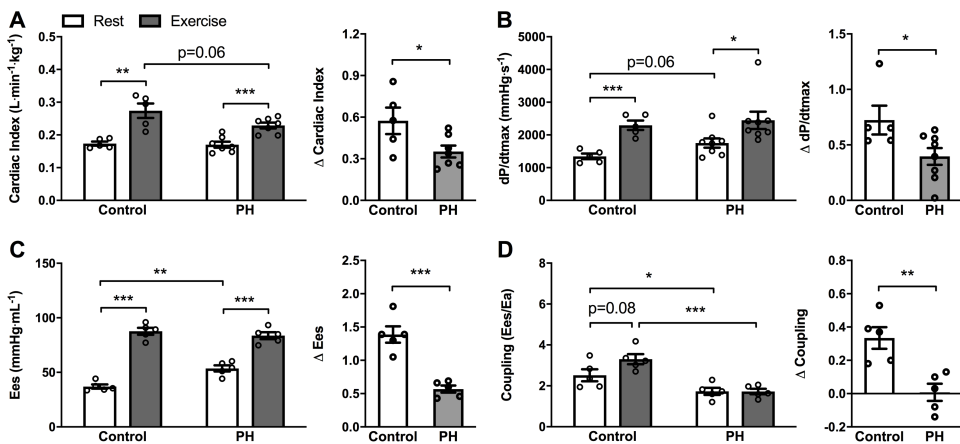 A
Rest
Exercise
Cardiac Index (L·min⁻¹·kg⁻¹)
0.5
0.4
0.3
0.2
0.1
0.0
**
p=0.06
***
Control
PH
Δ Cardiac Index
1.2
0.9
0.6
0.3
0.0
*
Control
PH
B
dP/dtmax (mmHg·s⁻¹)
5000
4000
3000
2000
1000
0
p=0.06
***
*
Control
PH
Δ dP/dtmax
1.5
1.0
0.5
0.0
*
Control
PH
C
Ees (mmHg·mL⁻¹)
150
100
50
0
**
***
***
Control
PH
Δ Ees
2.5
2.0
1.5
1.0
0.5
0.0
***
Control
PH
D
Coupling (Ees/Ea)
8
6
4
2
0
*
p=0.08
***
Control
PH
Δ Coupling
0.8
0.6
0.4
0.2
0.0
-0.2
**
Control
PH